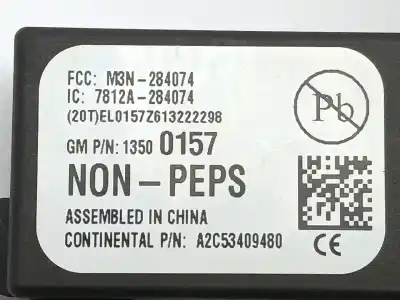 FCC: M3N-284074
IC: 7812A-284074
(20T)EL0157Z613222298
GM P/N: 1350 0157
NON-PEPS
ASSEMBLED IN CHINA
CONTINENTAL P/N: A2C53409480
Pb
CE